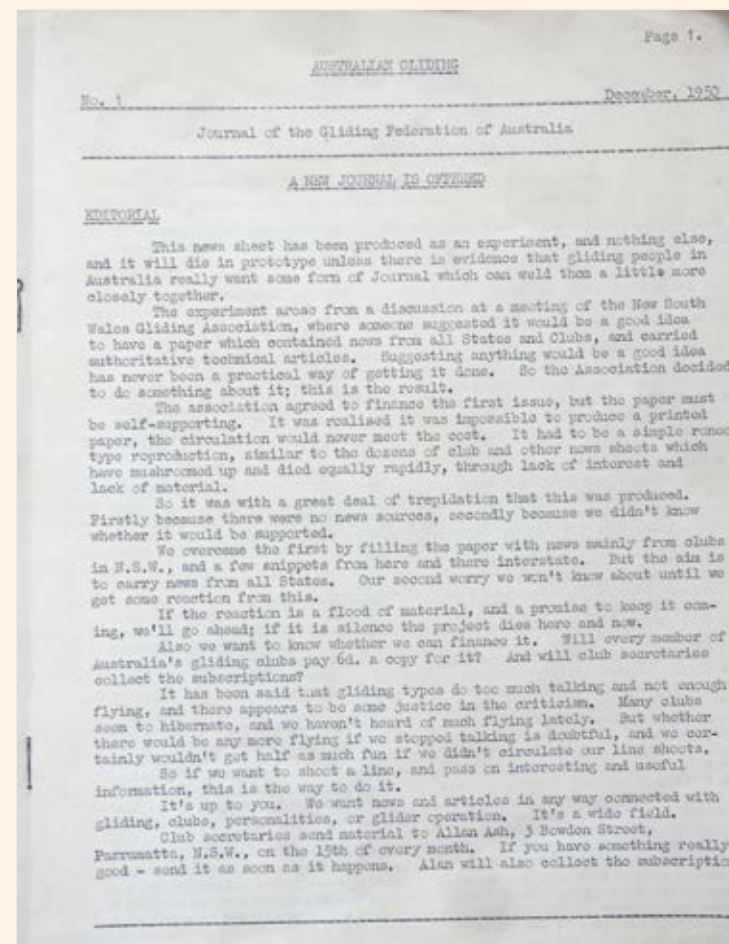 Page 1.
AUSTRALIAN GLIDING
No. 1 December, 1950
Journal of the Gliding Federation of Australia
A NEW JOURNAL IS OFFERED
EDITORIAL
This news sheet has been produced as an experiment, and nothing else,
and it will die in prototype unless there is evidence that gliding people in
Australia really want some form of Journal which can weld them a little more
closely together.
The experiment arose from a discussion at a meeting of the New South
Wales Gliding Association, where someone suggested it would be a good idea
to have a paper which contained news from all States and Clubs, and carried
authoritative technical articles. Suggesting anything would be a good idea
has never been a practical way of getting it done. So the Association decided
to do something about it; this is the result.
The association agreed to finance the first issue, but the paper must
be self-supporting. It was realised it was impossible to produce a printed
paper, the circulation would never meet the cost. It had to be a simple roneo
type reproduction, similar to the dozens of club and other news sheets which
have mushroomed up and died equally rapidly, through lack of interest and
lack of material.
So it was with a great deal of trepidation that this was produced.
Firstly because there were no news sources, secondly because we didn't know
whether it would be supported.
We overcame the first by filling the paper with news mainly from clubs
in N.S.W., and a few snippets from here and there interstate. But the aim is
to carry news from all States. Our second worry we won't know about until we
get some reaction from this.
If the reaction is a flood of material, and a promise to keep it com-
ing, we'll go ahead; if it is silence the project dies here and now.
Also we want to know whether we can finance it. Will every member of
Australia's gliding clubs pay 6d. a copy for it? And will club secretaries
collect the subscriptions?
It has been said that gliding types do too much talking and not enough
flying, and there appears to be some justice in the criticism. Many clubs
seem to hibernate, and we haven't heard of much flying lately. But whether
there would be any more flying if we stopped talking is doubtful, and we cer-
tainly wouldn't get half as much fun if we didn't circulate our line shoots.
So if we want to shoot a line, and pass on interesting and useful
information, this is the way to do it.
It's up to you. We want news and articles in any way connected with
gliding, clubs, personalities, or glider operation. It's a wide field.
Club secretaries send material to Allan Ash, 3 Bowden Street,
Parramatta, N.S.W., on the 15th of every month. If you have something really
good - send it as soon as it happens. Alan will also collect the subscriptio